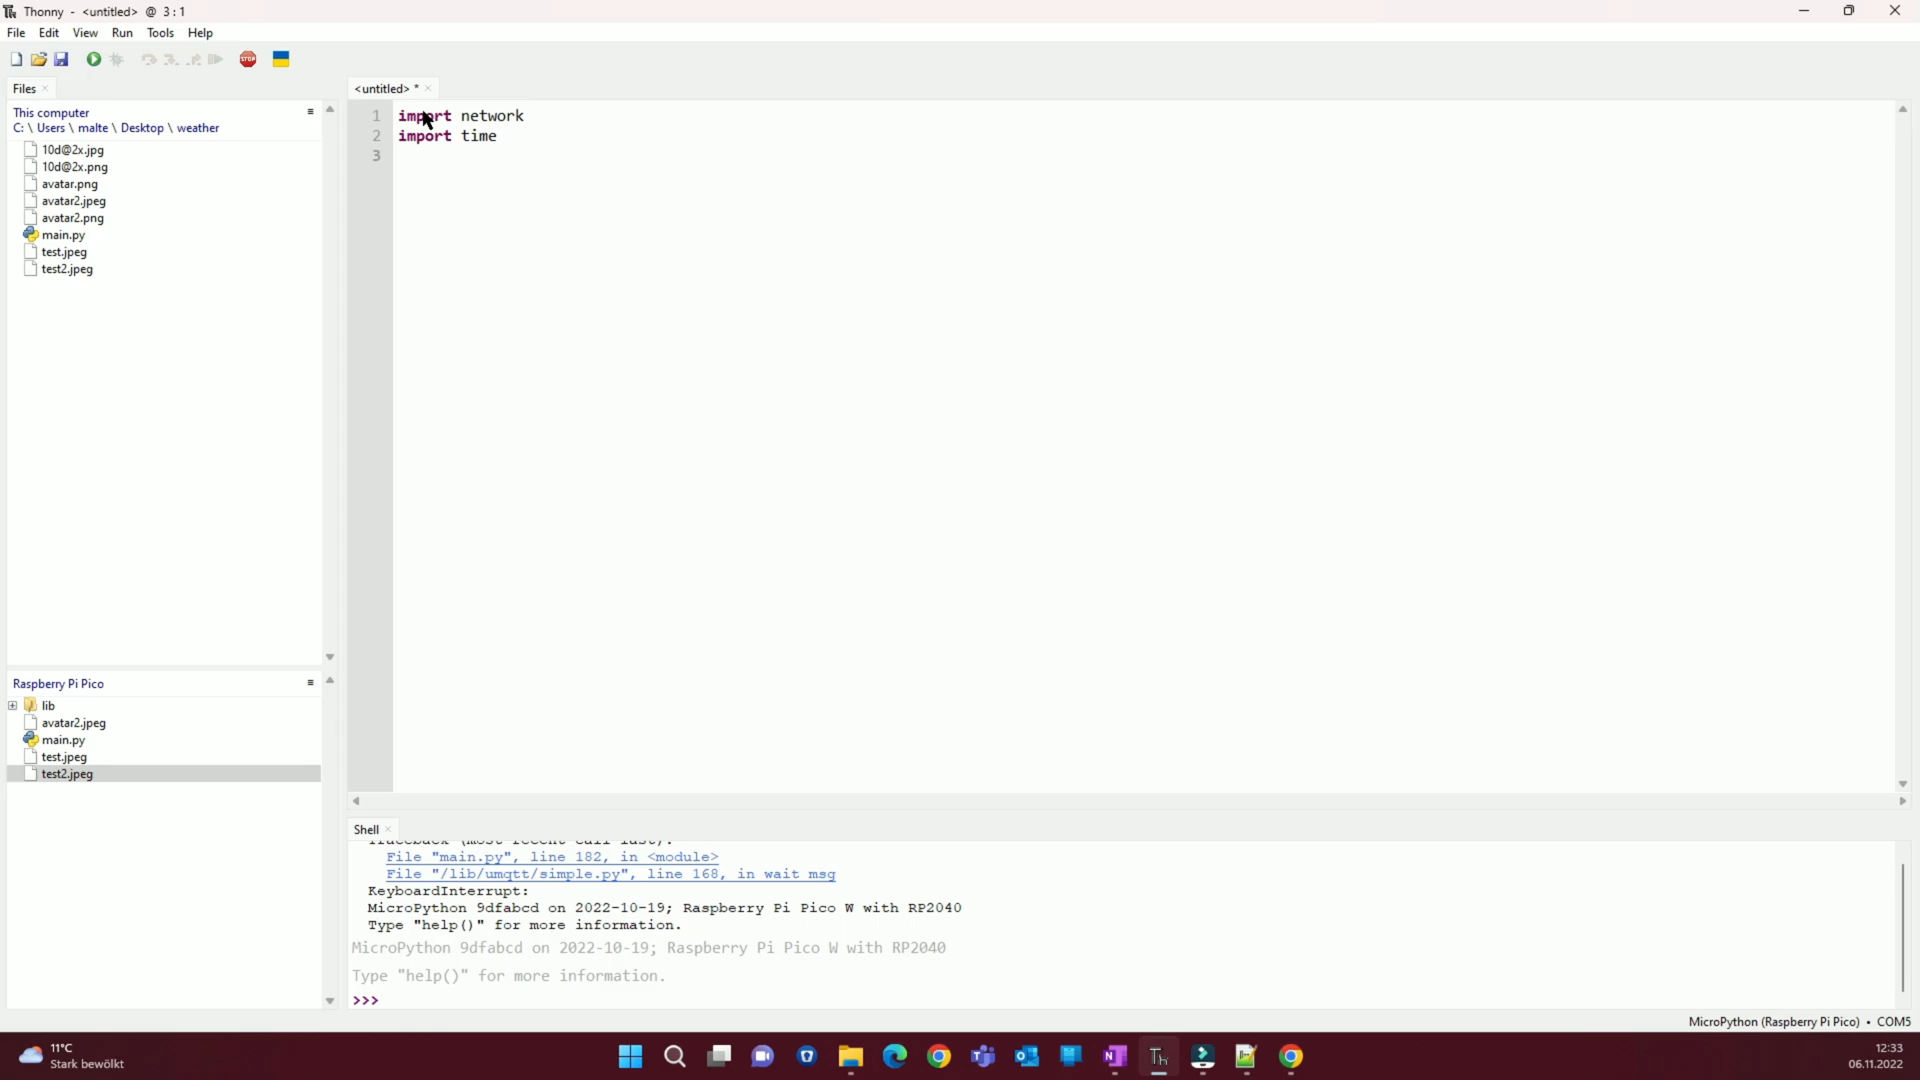 Thonny - <untitled> @ 3:1
File Edit View Run Tools Help
STOP
Files
<untitled> *
This computer
C: \ Users \ malte \ Desktop \ weather
10d@2x.jpg
10d@2x.png
avatar.png
avatar2.jpeg
avatar2.png
main.py
test.jpeg
test2.jpeg
1 import network
2 import time
3
Raspberry Pi Pico
lib
avatar2.jpeg
main.py
test.jpeg
test2.jpeg
Shell
Traceback (most recent call last):
File "main.py", line 182, in <module>
File "/lib/umqtt/simple.py", line 168, in wait_msg
KeyboardInterrupt:
MicroPython 9dfabcd on 2022-10-19; Raspberry Pi Pico W with RP2040
Type "help()" for more information.
MicroPython 9dfabcd on 2022-10-19; Raspberry Pi Pico W with RP2040
Type "help()" for more information.
>>>
MicroPython (Raspberry Pi Pico) • COM5
11°C
Stark bewölkt
12:33
06.11.2022